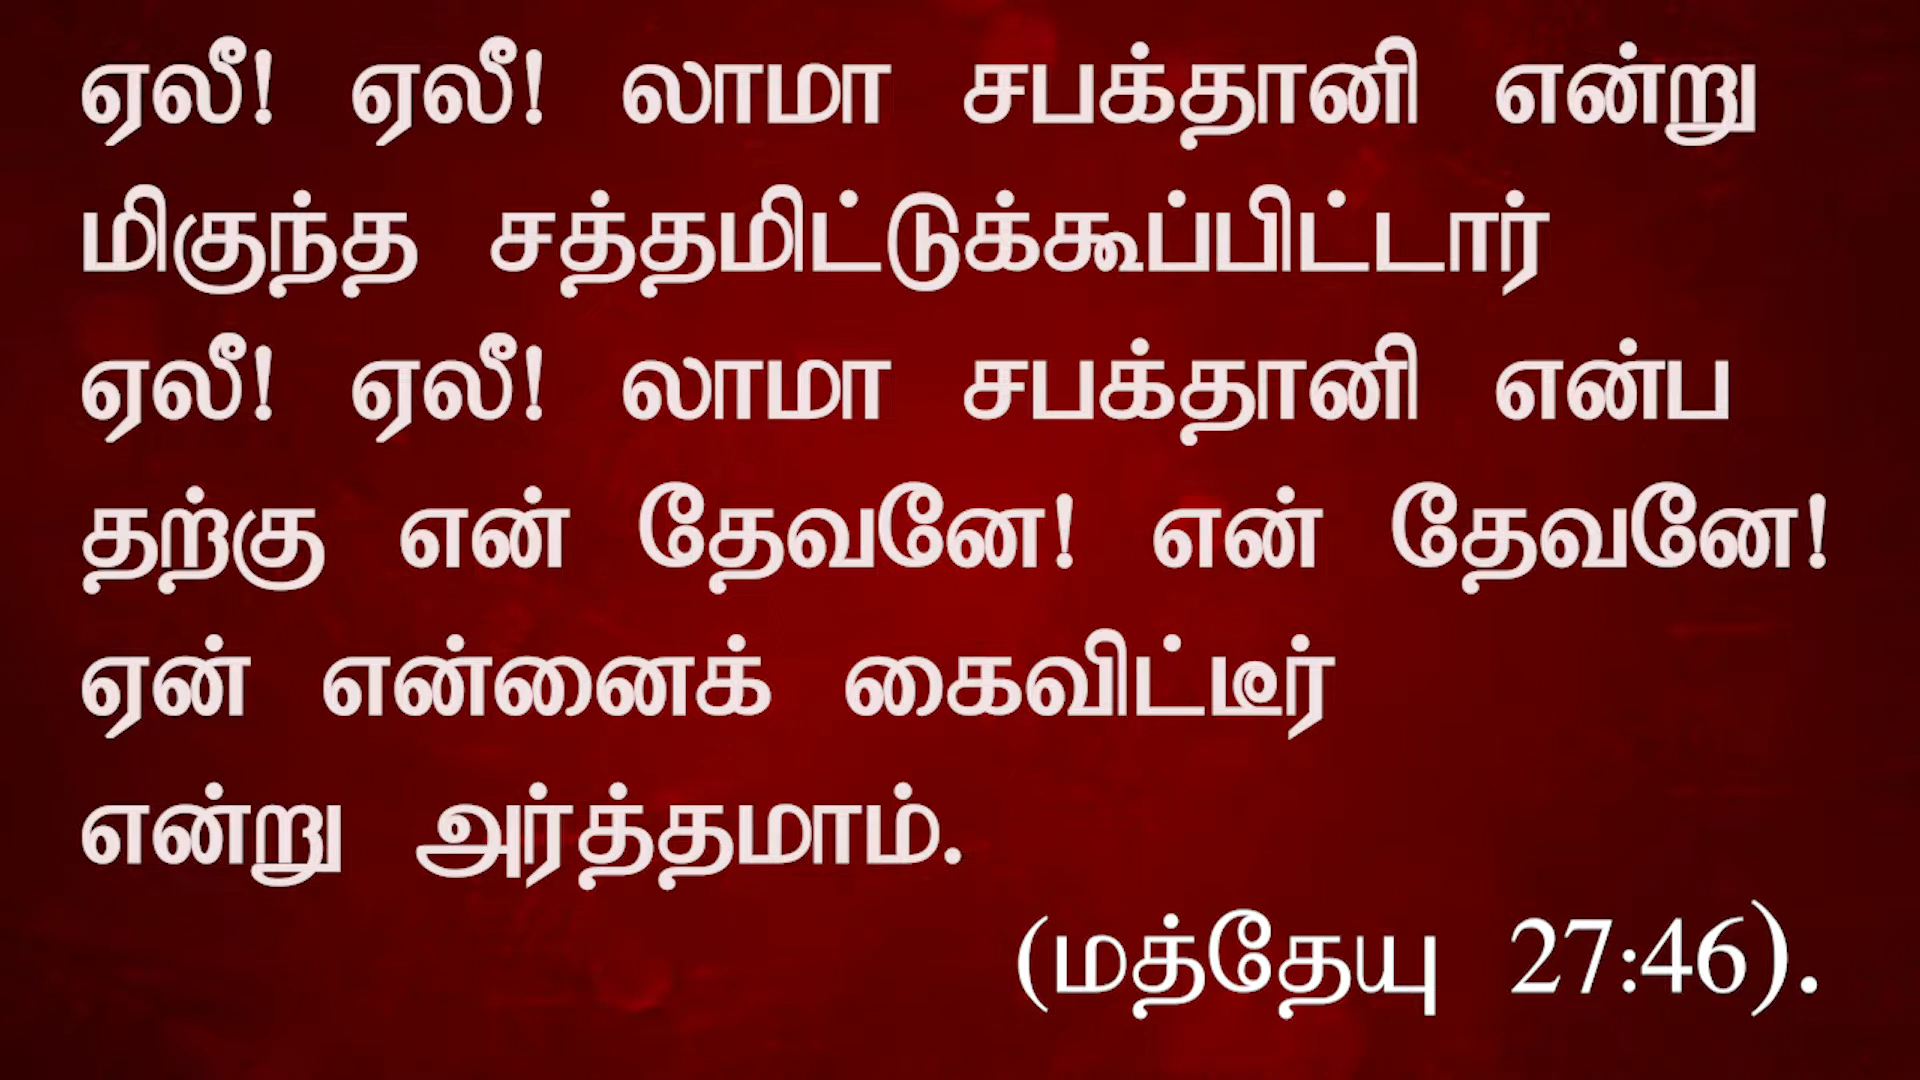 ஏலீ! ஏலீ! லாமா சபக்தானி என்று
மிகுந்த சத்தமிட்டுக்கூப்பிட்டார்
ஏலீ! ஏலீ! லாமா சபக்தானி என்ப
தற்கு என் தேவனே! என் தேவனே!
ஏன் என்னைக் கைவிட்டீர்
என்று அர்த்தமாம்.
(மத்தேயு 27:46).